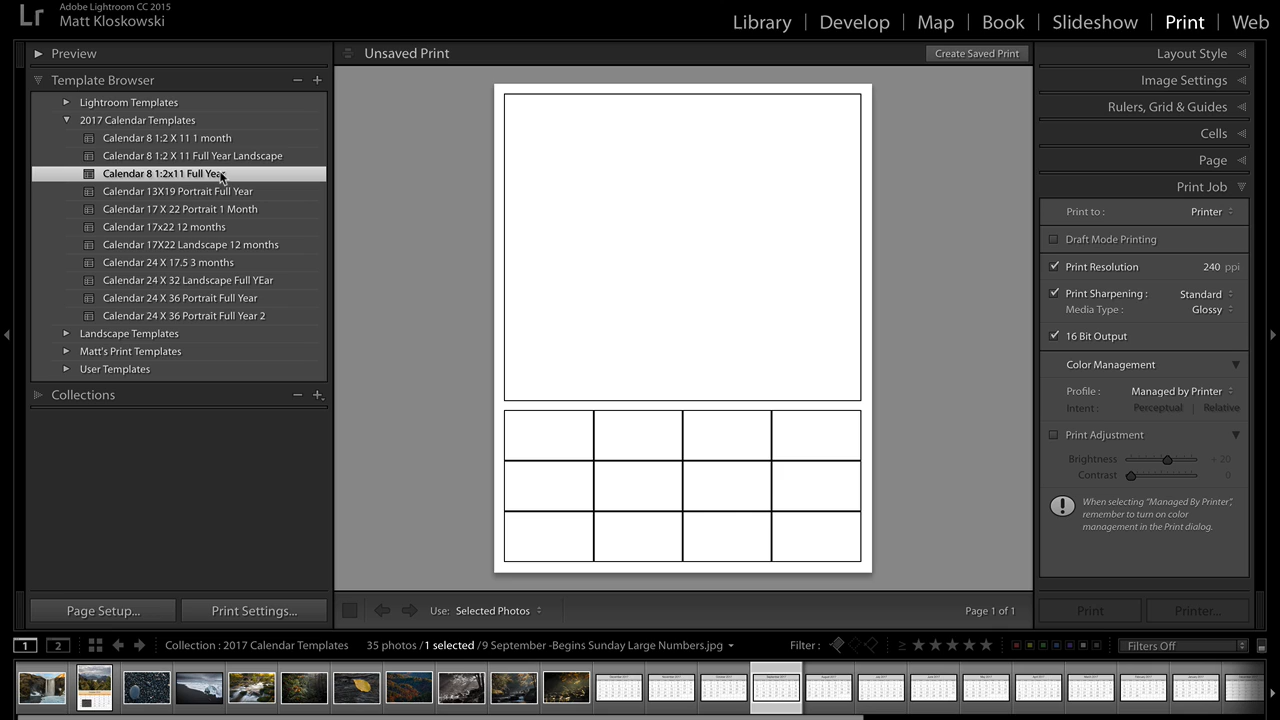 Lr
Adobe Lightroom CC 2015
Matt Kloskowski
Library | Develop | Map | Book | Slideshow | Print | Web
Preview
Template Browser
Lightroom Templates
2017 Calendar Templates
Calendar 8 1:2 X 11 1 month
Calendar 8 1:2 X 11 Full Year Landscape
Calendar 8 1:2x11 Full Year
Calendar 13X19 Portrait Full Year
Calendar 17 X 22 Portrait 1 Month
Calendar 17x22 12 months
Calendar 17X22 Landscape 12 months
Calendar 24 X 17.5 3 months
Calendar 24 X 32 Landscape Full YEar
Calendar 24 X 36 Portrait Full Year
Calendar 24 X 36 Portrait Full Year 2
Landscape Templates
Matt's Print Templates
User Templates
Collections
Page Setup...
Print Settings...
Unsaved Print
Create Saved Print
Use: Selected Photos
Page 1 of 1
Layout Style
Image Settings
Rulers, Grid & Guides
Cells
Page
Print Job
Print to : Printer
Draft Mode Printing
Print Resolution 240 ppi
Print Sharpening : Standard
Media Type : Glossy
16 Bit Output
Color Management
Profile : Managed by Printer
Intent : Perceptual | Relative
Print Adjustment
Brightness + 20
Contrast 0
When selecting "Managed By Printer",
remember to turn on color
management in the Print dialog.
Print
Printer...
1 2 Collection : 2017 Calendar Templates 35 photos / 1 selected / 9 September -Begins Sunday Large Numbers.jpg Filter : ≥ Filters Off